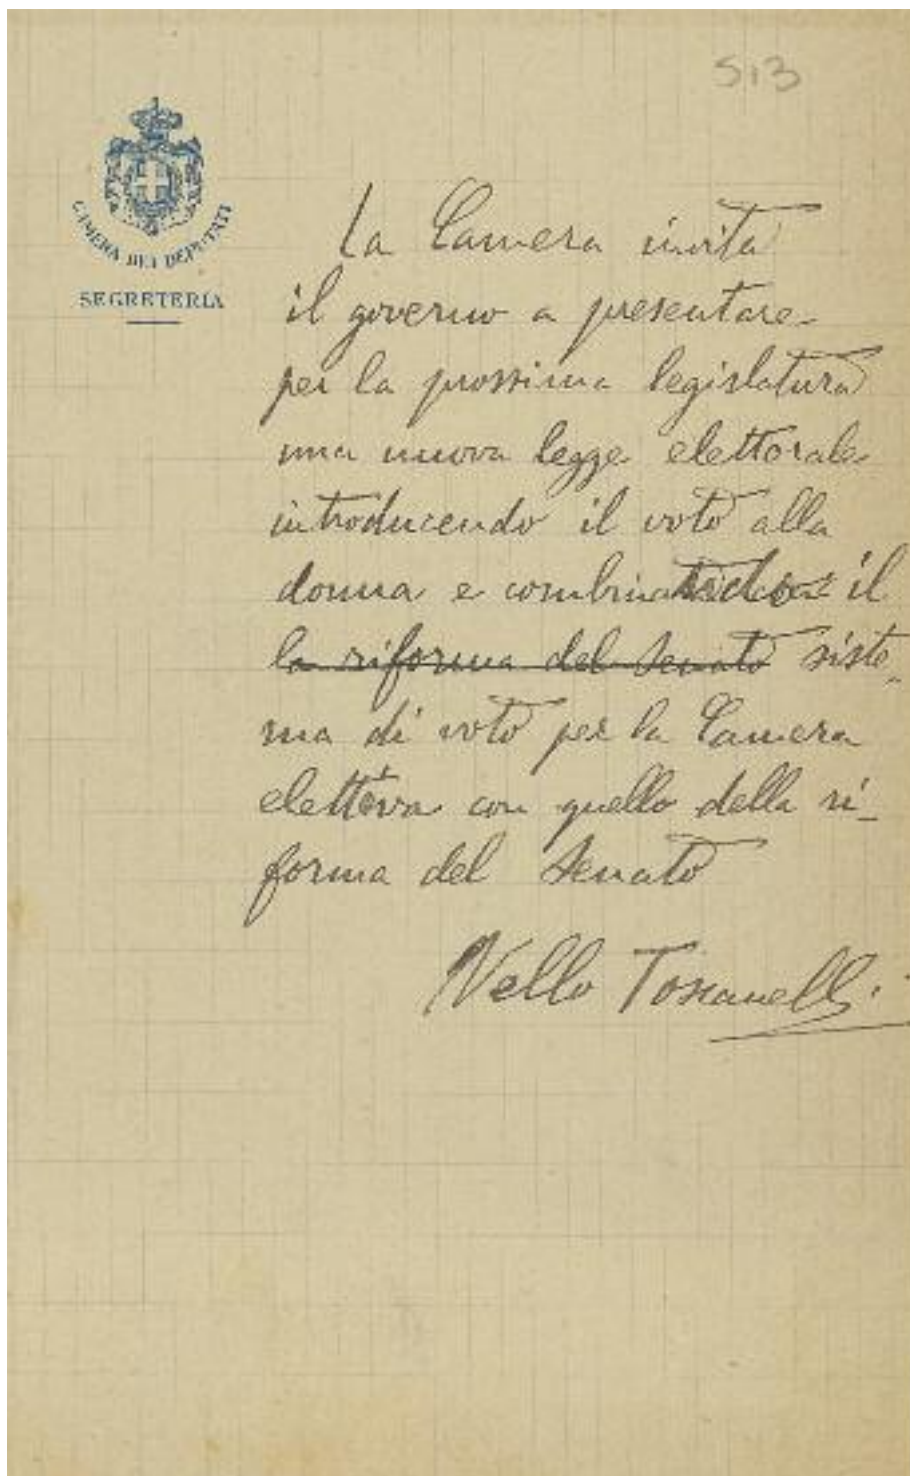 513
CAMERA DEI DEPUTATI
SEGRETERIA
La Camera invita
il governo a presentare
per la prossima legislatura
una nuova legge elettorale
introducendo il voto alla
donna e combinando il
la riforma del Senato siste-
ma di voto per la Camera
elettiva con quello della ri-
forma del Senato
Nello Toscanelli